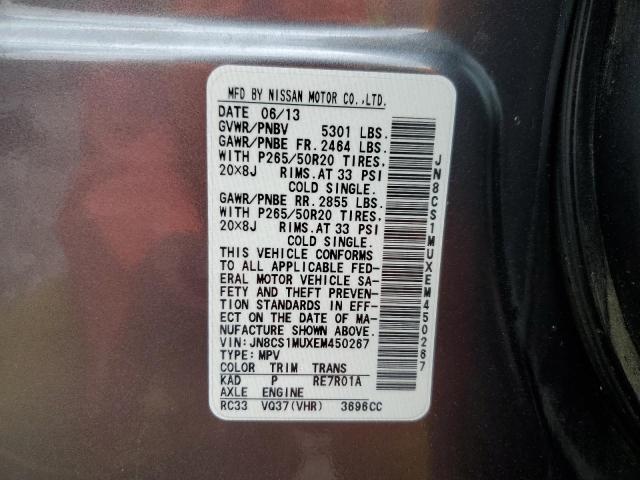 MFD BY NISSAN MOTOR CO.,LTD.
DATE 06/13
GVWR/PNBV 5301 LBS.
GAWR/PNBE FR. 2464 LBS.
WITH P265/50R20 TIRES,
20X8J RIMS.AT 33 PSI
COLD SINGLE.
GAWR/PNBE RR. 2855 LBS.
WITH P265/50R20 TIRES,
20X8J RIMS.AT 33 PSI
COLD SINGLE.
THIS VEHICLE CONFORMS
TO ALL APPLICABLE FED-
ERAL MOTOR VEHICLE SA-
FETY AND THEFT PREVEN-
TION STANDARDS IN EFF-
ECT ON THE DATE OF MA-
NUFACTURE SHOWN ABOVE.
VIN: JN8CS1MUXEM450267
TYPE: MPV
COLOR TRIM TRANS
KAD P RE7R01A
AXLE ENGINE
RC33 VQ37(VHR) 3696CC
JN8CS1MUXEM450267